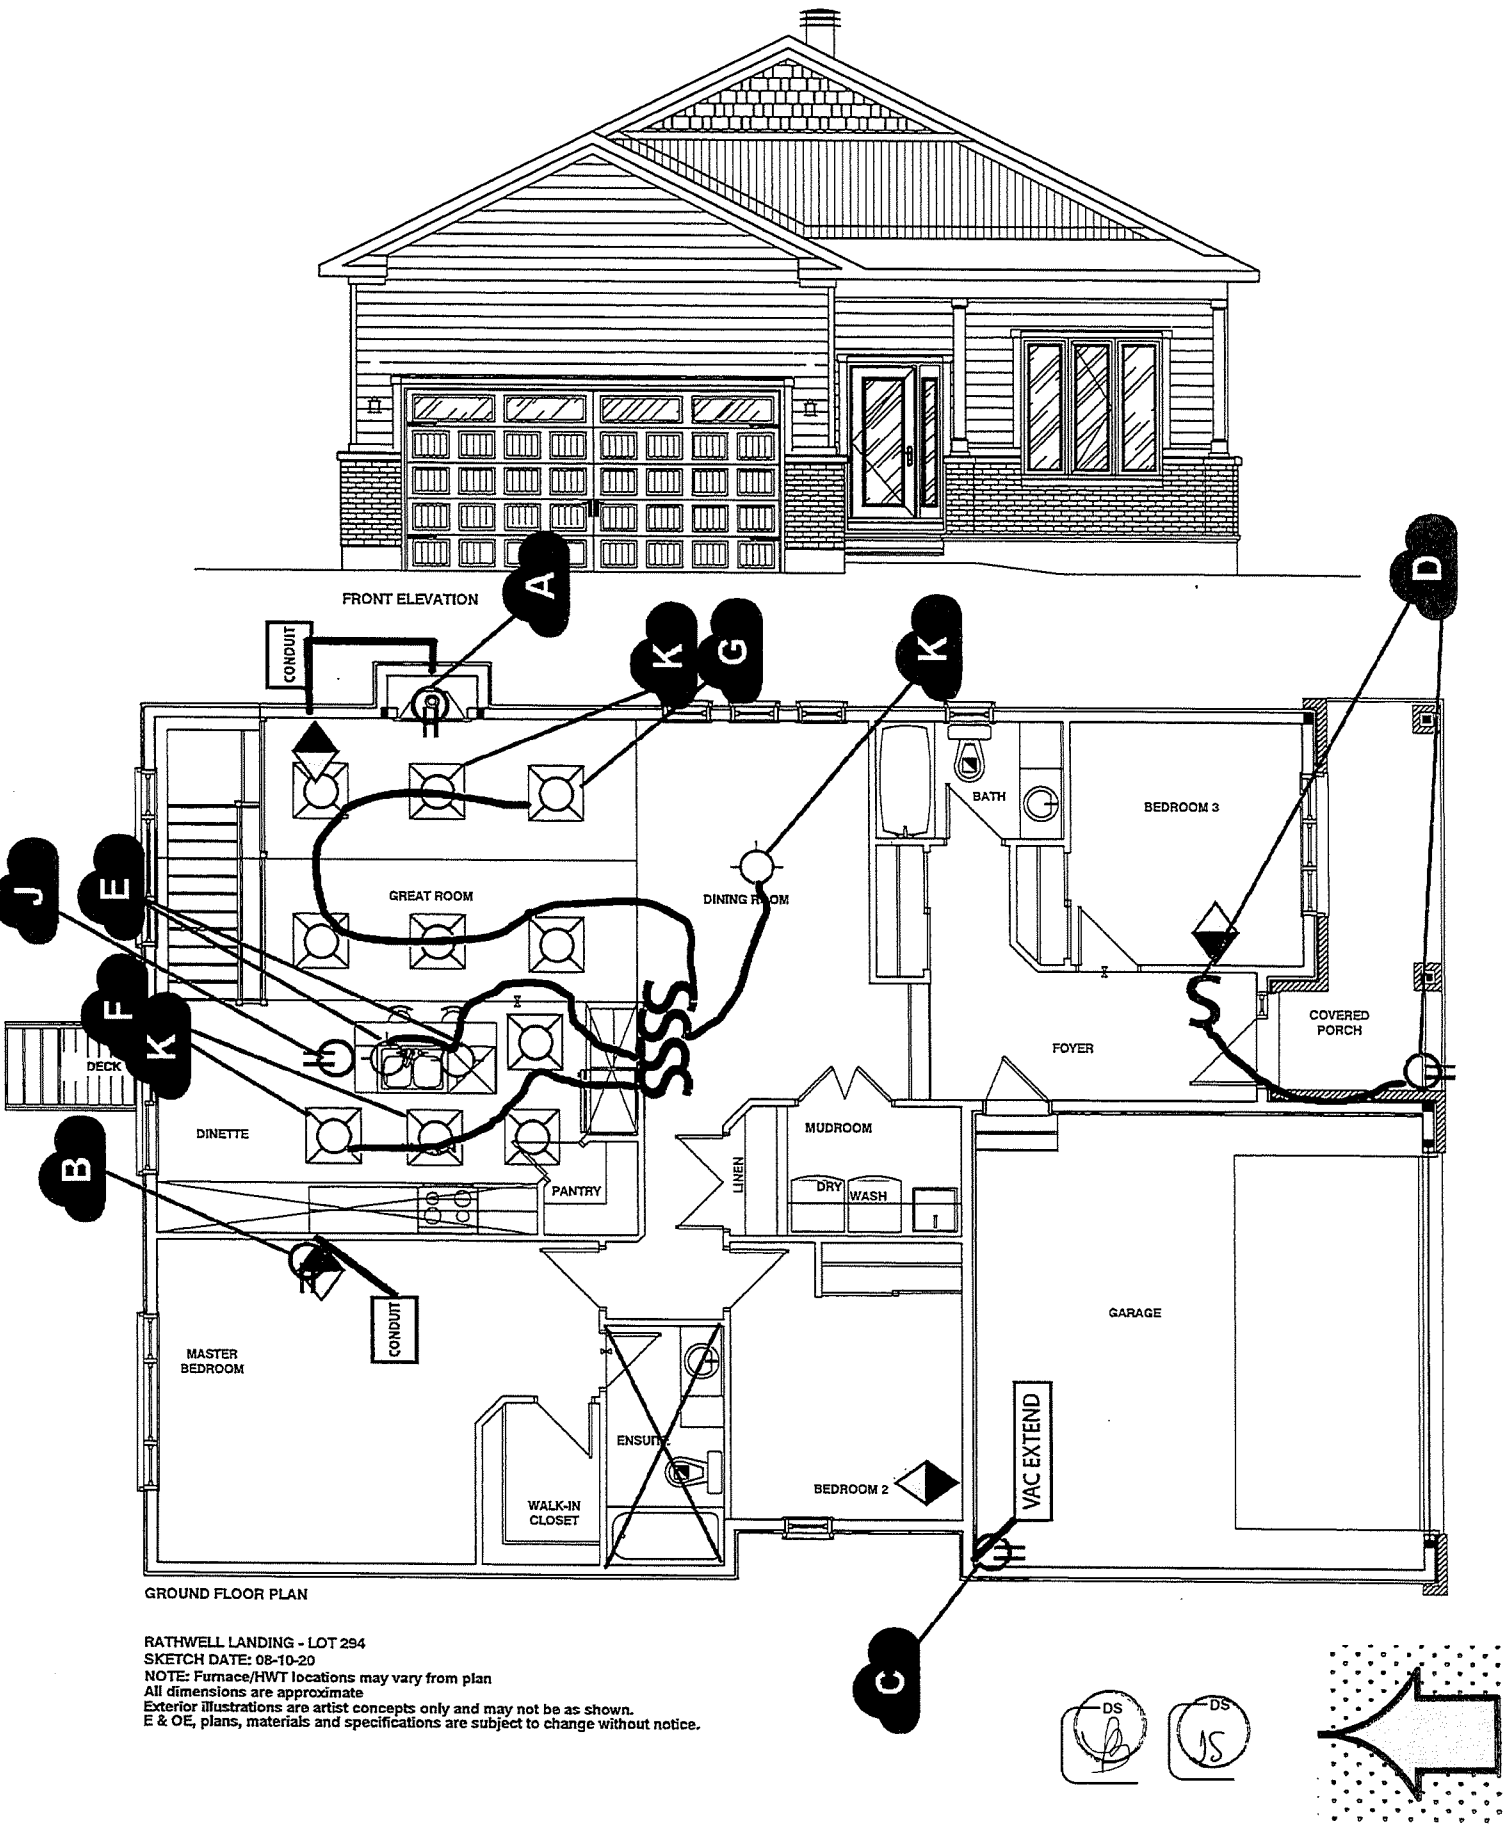 FRONT ELEVATION
A
D
CONDUIT
K
G
K
BATH
BEDROOM 3
J
E
GREAT ROOM
DINING ROOM
F
K
S
S
S
S
S
COVERED
PORCH
DECK
FOYER
DINETTE
MUDROOM
B
LINEN
PANTRY
DRY
WASH
CONDUIT
GARAGE
MASTER
BEDROOM
VAC EXTEND
ENSUITE
BEDROOM 2
WALK-IN
CLOSET
GROUND FLOOR PLAN
C
RATHWELL LANDING - LOT 294
SKETCH DATE: 08-10-20
NOTE: Furnace/HWT locations may vary from plan
All dimensions are approximate
Exterior illustrations are artist concepts only and may not be as shown.
E & OE, plans, materials and specifications are subject to change without notice.
DS
DS
JS